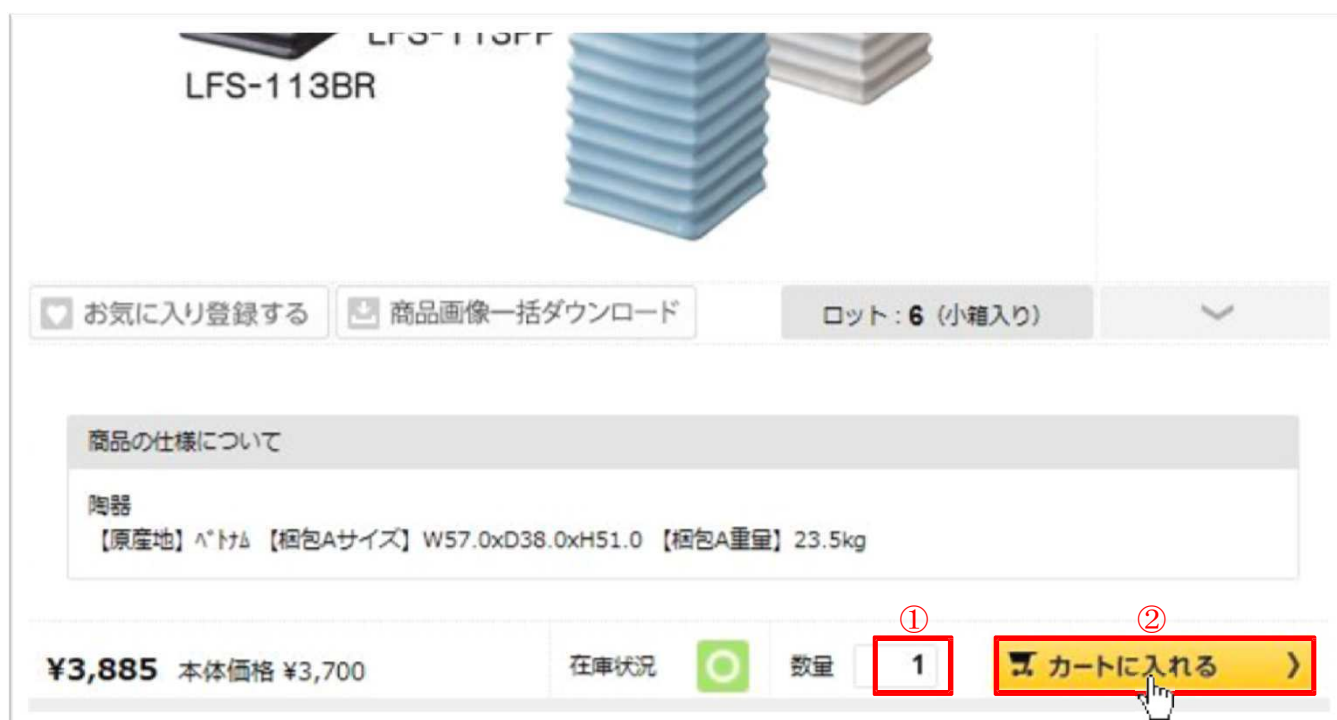 LFS-113PP
LFS-113BR
お気に入り登録する
商品画像一括ダウンロード
ロット:6 (小箱入り)
商品の仕様について
陶器
【原産地】ﾍﾞﾄﾅﾑ 【梱包Aサイズ】W57.0xD38.0xH51.0 【梱包A重量】23.5kg
① ②
¥3,885 本体価格 ¥3,700 在庫状況 数量 1 カートに入れる